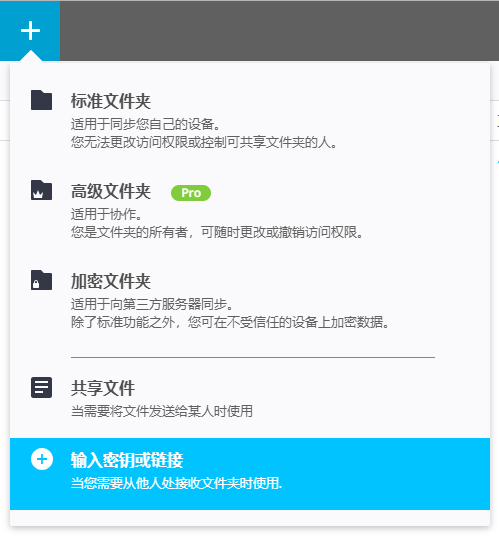 标准文件夹
适用于同步您自己的设备。
您无法更改访问权限或控制可共享文件夹的人。
高级文件夹 Pro
适用于协作。
您是文件夹的所有者，可随时更改或撤销访问权限。
加密文件夹
适用于向第三方服务器同步。
除了标准功能之外，您可在不受信任的设备上加密数据。
共享文件
当需要将文件发送给某人时使用
输入密钥或链接
当您需要从他人处接收文件夹时使用.